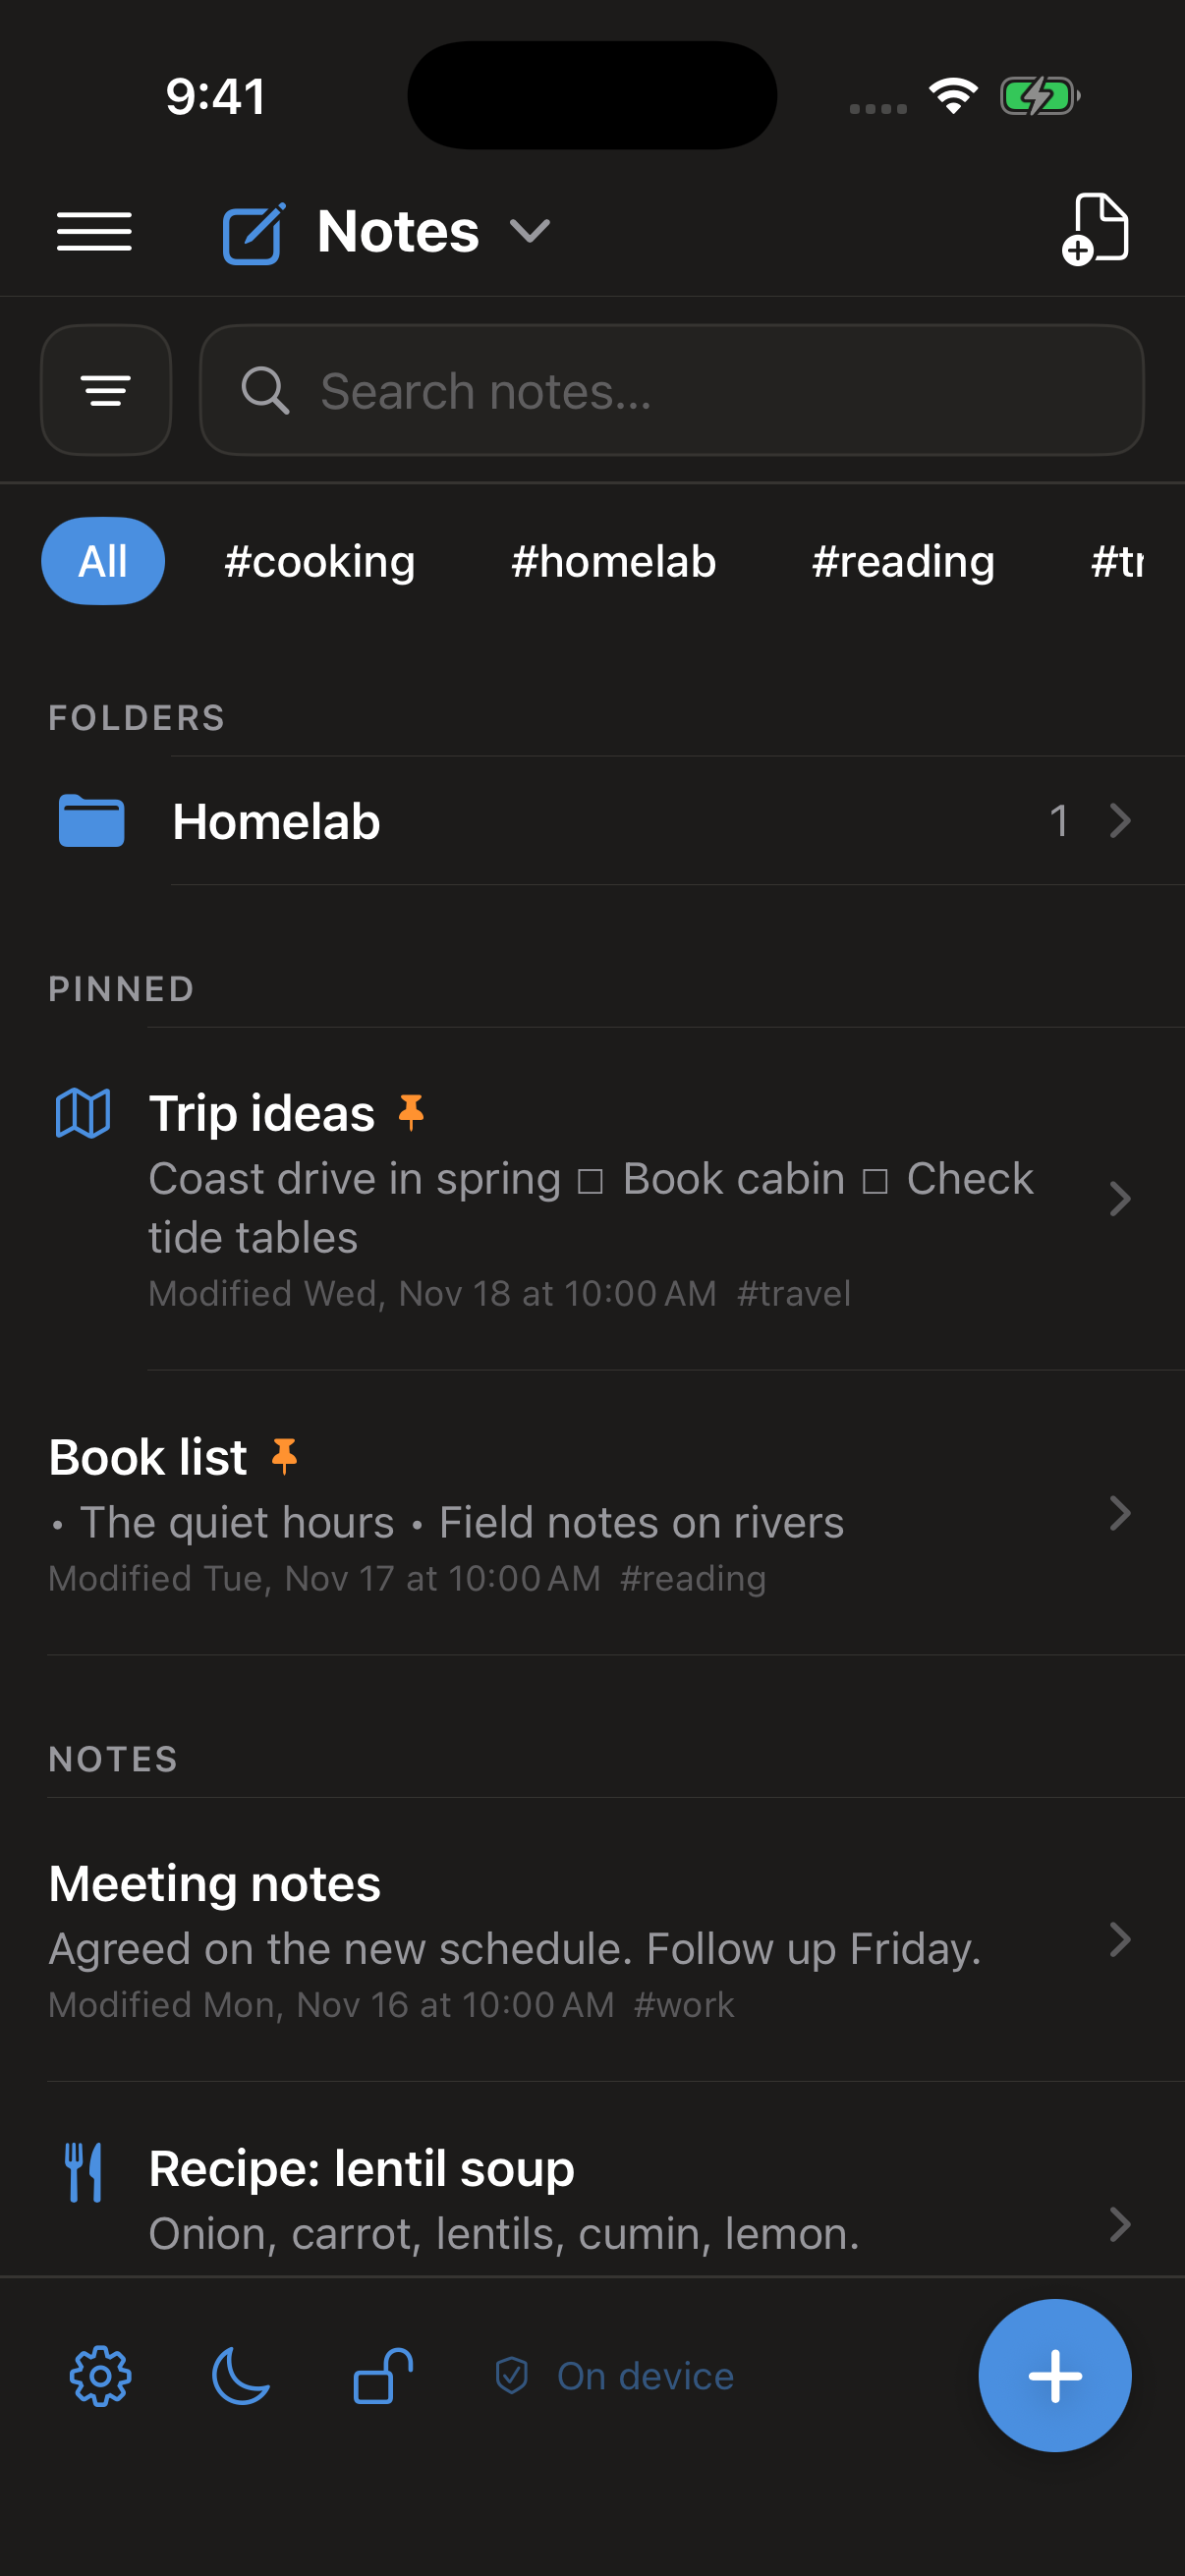 9:41
Notes
Search notes...
All #cooking #homelab #reading #tr
FOLDERS
Homelab 1
PINNED
Trip ideas
Coast drive in spring □ Book cabin □ Check
tide tables
Modified Wed, Nov 18 at 10:00 AM #travel
Book list
• The quiet hours • Field notes on rivers
Modified Tue, Nov 17 at 10:00 AM #reading
NOTES
Meeting notes
Agreed on the new schedule. Follow up Friday.
Modified Mon, Nov 16 at 10:00 AM #work
Recipe: lentil soup
Onion, carrot, lentils, cumin, lemon.
On device